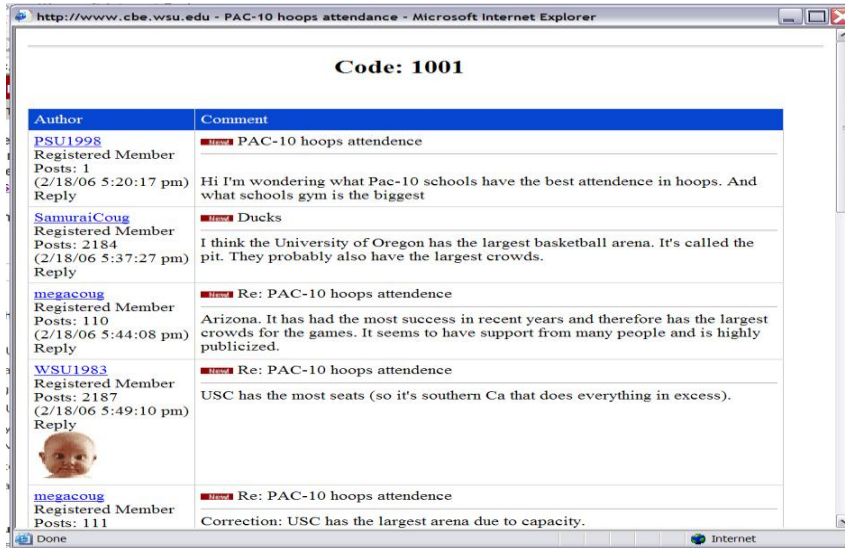 http://www.cbe.wsu.edu - PAC-10 hoops attendance - Microsoft Internet Explorer
Code: 1001
Author Comment
PSU1998
Registered Member
Posts: 1
(2/18/06 5:20:17 pm)
Reply
New! PAC-10 hoops attendence
Hi I'm wondering what Pac-10 schools have the best attendence in hoops. And
what schools gym is the biggest
SamuraiCoug
Registered Member
Posts: 2184
(2/18/06 5:37:27 pm)
Reply
New! Ducks
I think the University of Oregon has the largest basketball arena. It's called the
pit. They probably also have the largest crowds.
megacoug
Registered Member
Posts: 110
(2/18/06 5:44:08 pm)
Reply
New! Re: PAC-10 hoops attendence
Arizona. It has had the most success in recent years and therefore has the largest
crowds for the games. It seems to have support from many people and is highly
publicized.
WSU1983
Registered Member
Posts: 2187
(2/18/06 5:49:10 pm)
Reply
New! Re: PAC-10 hoops attendence
USC has the most seats (so it's southern Ca that does everything in excess).
megacoug
Registered Member
Posts: 111
New! Re: PAC-10 hoops attendence
Correction: USC has the largest arena due to capacity.
Done
Internet